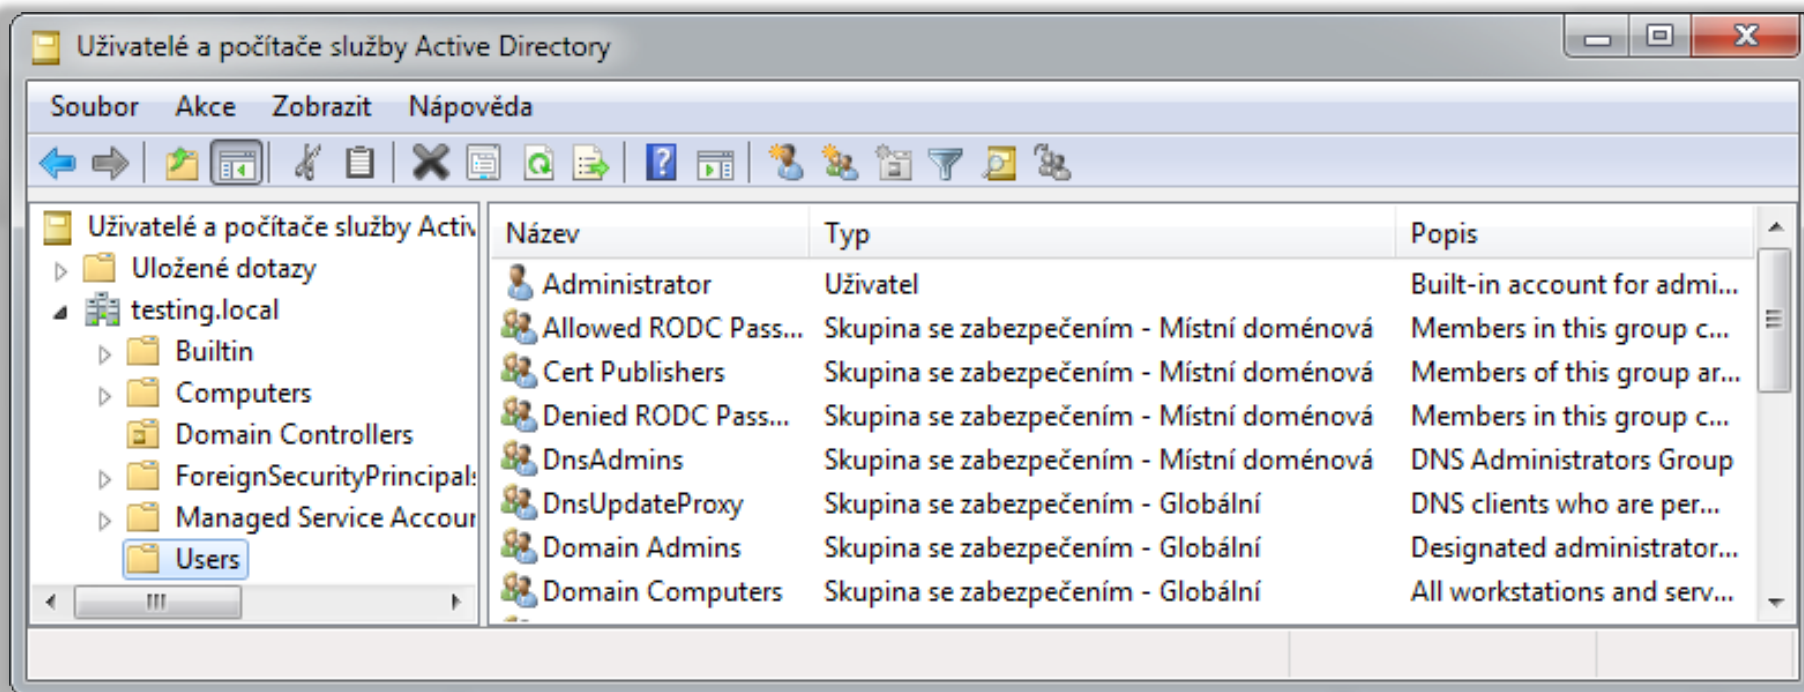 Uživatelé a počítače služby Active Directory
Soubor Akce Zobrazit Nápověda
Uživatelé a počítače služby Activ
Uložené dotazy
testing.local
Builtin
Computers
Domain Controllers
ForeignSecurityPrincipals
Managed Service Accour
Users
Název Typ Popis
Administrator Uživatel Built-in account for admi...
Allowed RODC Pass... Skupina se zabezpečením - Místní doménová Members in this group c...
Cert Publishers Skupina se zabezpečením - Místní doménová Members of this group ar...
Denied RODC Pass... Skupina se zabezpečením - Místní doménová Members in this group c...
DnsAdmins Skupina se zabezpečením - Místní doménová DNS Administrators Group
DnsUpdateProxy Skupina se zabezpečením - Globální DNS clients who are per...
Domain Admins Skupina se zabezpečením - Globální Designated administrator...
Domain Computers Skupina se zabezpečením - Globální All workstations and serv...